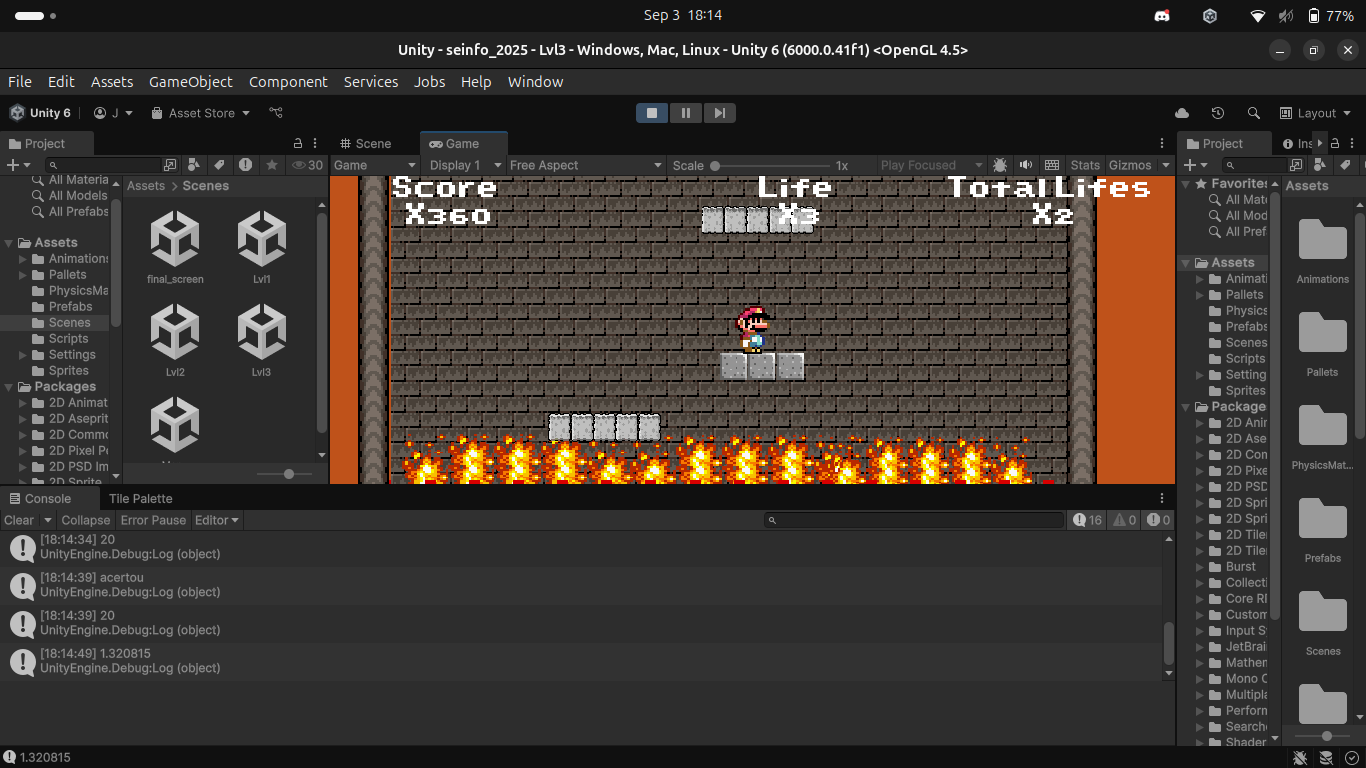 Sep 3 18:14
77%
Unity - seinfo_2025 - Lvl3 - Windows, Mac, Linux - Unity 6 (6000.0.41f1) <OpenGL 4.5>
File Edit Assets GameObject Component Services Jobs Help Window
Unity 6 J Asset Store Layout
Project Scene Game Project Ins
30 Game Display 1 Free Aspect Scale 1x Play Focused Stats Gizmos
All Materia
All Models
All Prefabs
Assets
Animations
Pallets
PhysicsMa
Prefabs
Scenes
Scripts
Settings
Sprites
Packages
2D Animat
2D Aseprit
2D Commo
2D Pixel Pe
2D PSD Im
2D Sprite
Assets > Scenes
final_screen Lvl1
Lvl2 Lvl3
Score Life TotalLifes
X360 X3 X2
Favorites
All Mate
All Mod
All Pref
Assets
Animati
Pallets
Physics
Prefabs
Scenes
Scripts
Setting
Sprites
Package
2D Anir
2D Ase
2D Con
2D Pixe
2D PSD
2D Spri
2D Spri
2D Tile
2D Tile
Burst
Collecti
Core RI
Custom
Input Sy
JetBrai
Mathen
Mono C
Multipla
Perform
Searche
Shader
Assets
Animations
Pallets
PhysicsMat...
Prefabs
Scenes
Console Tile Palette
Clear Collapse Error Pause Editor 16 0 0
[18:14:34] 20
UnityEngine.Debug:Log (object)
[18:14:39] acertou
UnityEngine.Debug:Log (object)
[18:14:39] 20
UnityEngine.Debug:Log (object)
[18:14:49] 1.320815
UnityEngine.Debug:Log (object)
1.320815